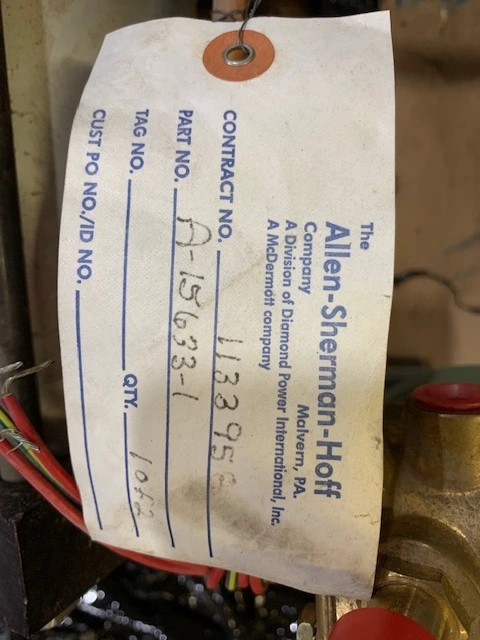 The
Allen-Sherman-Hoff
Company Malvern, PA.
A Division of Diamond Power International, Inc.
A McDermott company
CONTRACT NO.
PART NO. A-15633-1
TAG NO. QTY. 1 of 2
CUST PO NO./ID NO.